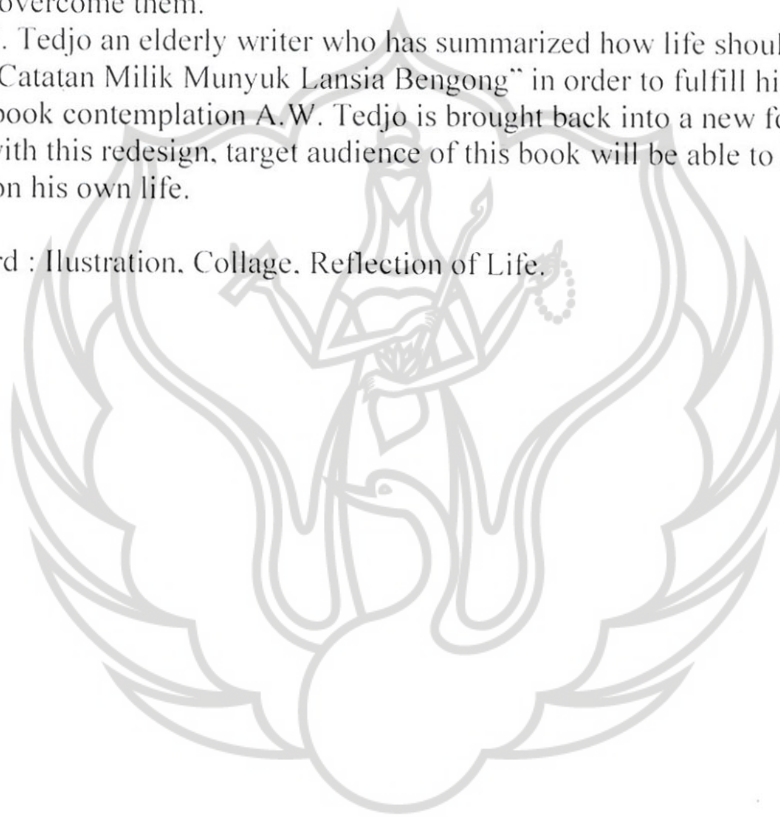 overcome them.
. Tedjo an elderly writer who has summarized how life shoul
Catatan Milik Munyuk Lansia Bengong" in order to fulfill hi
book contemplation A.W. Tedjo is brought back into a new fo
with this redesign, target audience of this book will be able to
on his own life.
rd : Ilustration. Collage. Reflection of Life.